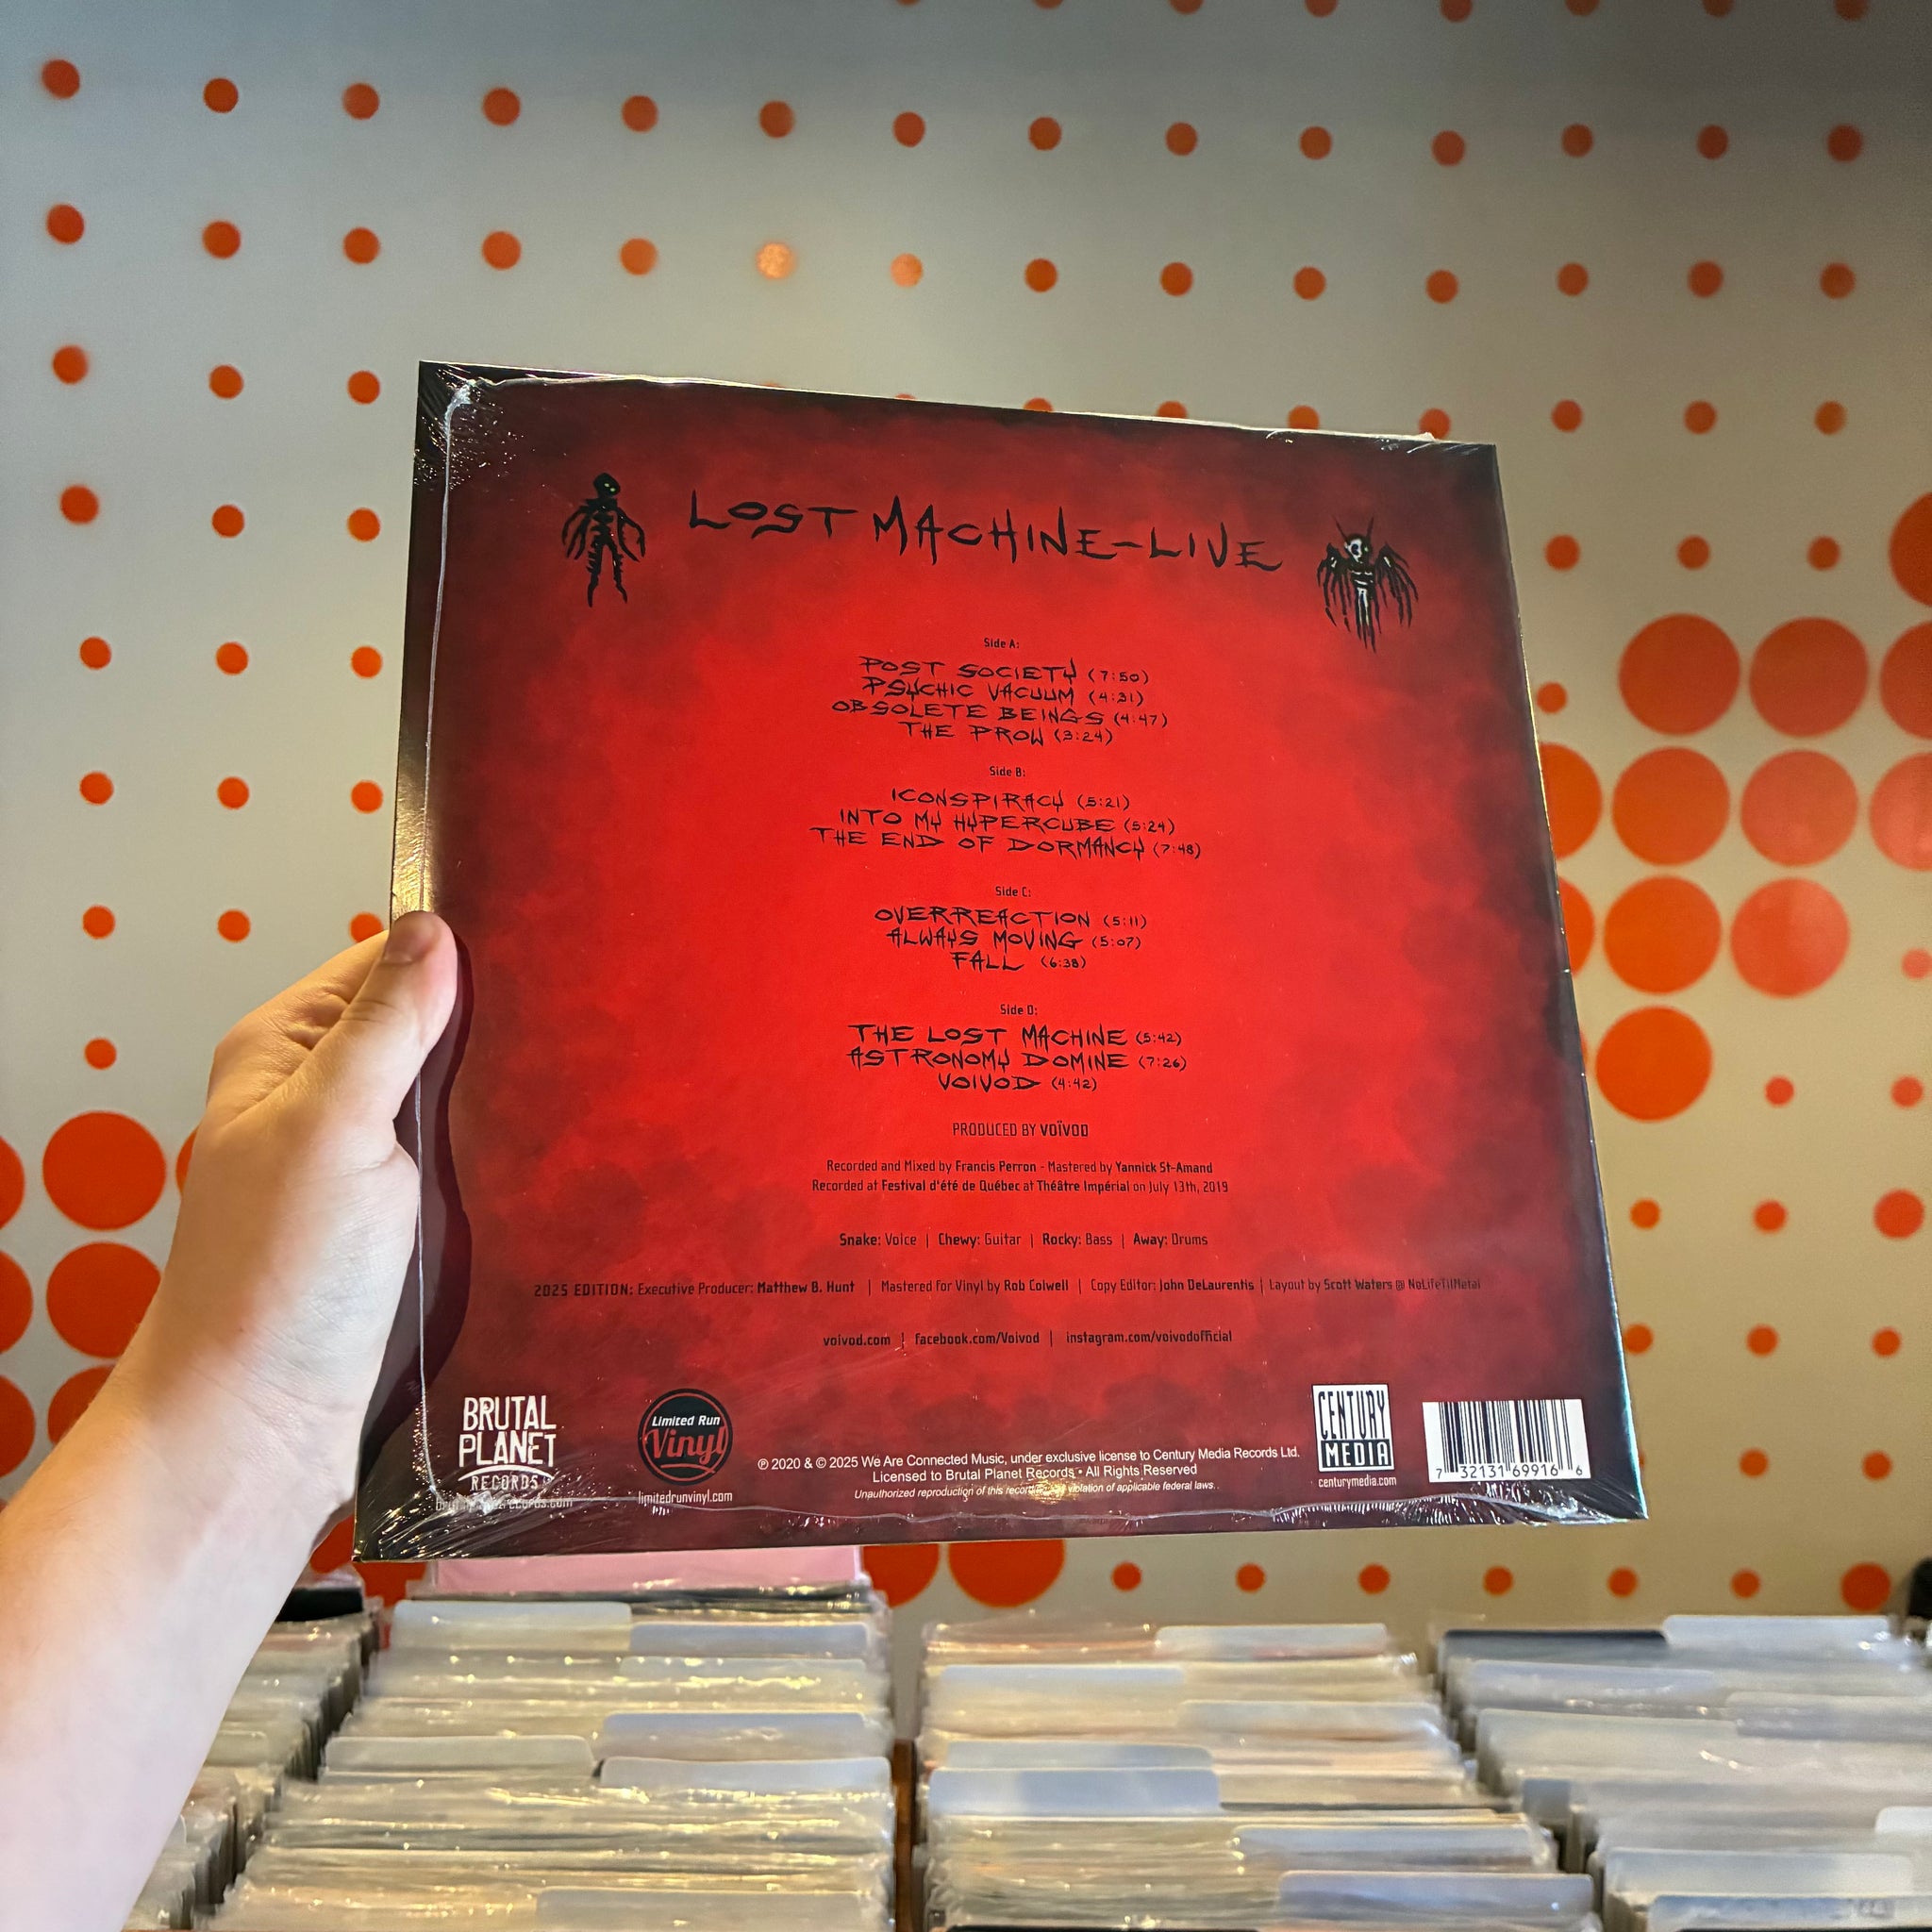 LOST MACHINE-LIVE
Side A:
POST SOCIETY (7:50)
PSYCHIC VACUUM (4:31)
OBSOLETE BEINGS (4:47)
THE PROW (3:24)
Side B:
ICONSPIRACY (5:21)
INTO MY HYPERCUBE (5:24)
THE END OF DORMANCY (7:48)
Side C:
OVERREACTION (5:11)
ALWAYS MOVING (5:07)
FALL (6:38)
Side D:
THE LOST MACHINE (5:42)
ASTRONOMY DOMINE (7:26)
VOIVOD (4:42)
PRODUCED BY VOÏVOD
Recorded and Mixed by Francis Perron - Mastered by Yannick St-Amand
Recorded at Festival d'été de Québec at Théâtre Impérial on July 13th, 2019
Snake: Voice | Chewy: Guitar | Rocky: Bass | Away: Drums
2025 EDITION: Executive Producer: Matthew B. Hunt | Mastered for Vinyl by Rob Colwell | Copy Editor: John DeLaurentis | Layout by Scott Waters @ NoLifeTilMetal
voivod.com | facebook.com/Voivod | instagram.com/voivodofficial
BRUTAL
PLANET
RECORDS
Limited Run
Vinyl
limitedrunvinyl.com
℗ 2020 & © 2025 We Are Connected Music, under exclusive license to Century Media Records Ltd.
Licensed to Brutal Planet Records • All Rights Reserved
Unauthorized reproduction of this violation of applicable federal laws.
CENTURY
MEDIA
centurymedia.com
7 32131 69916 6